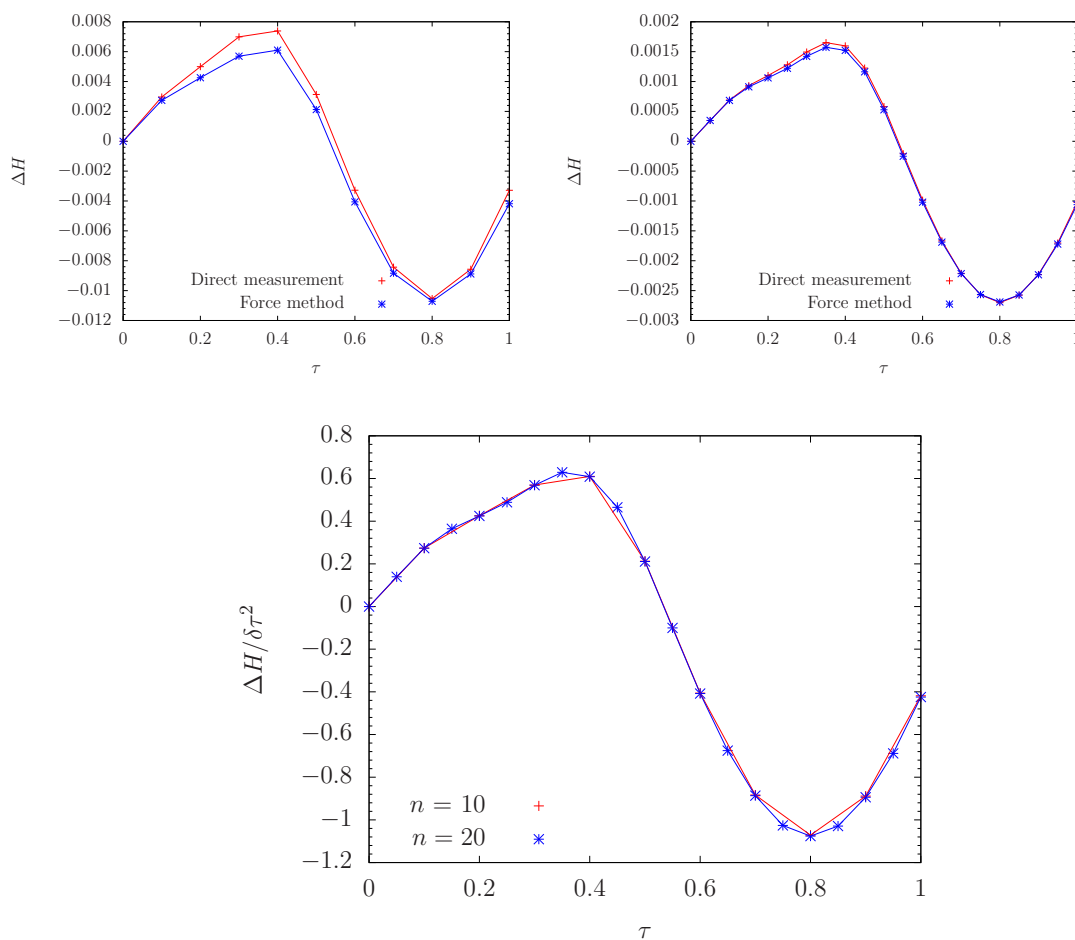 0.008
0.006
0.004
0.002
0
−0.002
−0.004
−0.006
−0.008
−0.01
−0.012
ΔH
0 0.2 0.4 0.6 0.8 1
τ
Direct measurement
Force method
0.002
0.0015
0.001
0.0005
0
−0.0005
−0.001
−0.0015
−0.002
−0.0025
−0.003
ΔH
0 0.2 0.4 0.6 0.8 1
τ
Direct measurement
Force method
0.8
0.6
0.4
0.2
0
−0.2
−0.4
−0.6
−0.8
−1
−1.2
ΔH/δτ²
0 0.2 0.4 0.6 0.8 1
τ
n = 10
n = 20